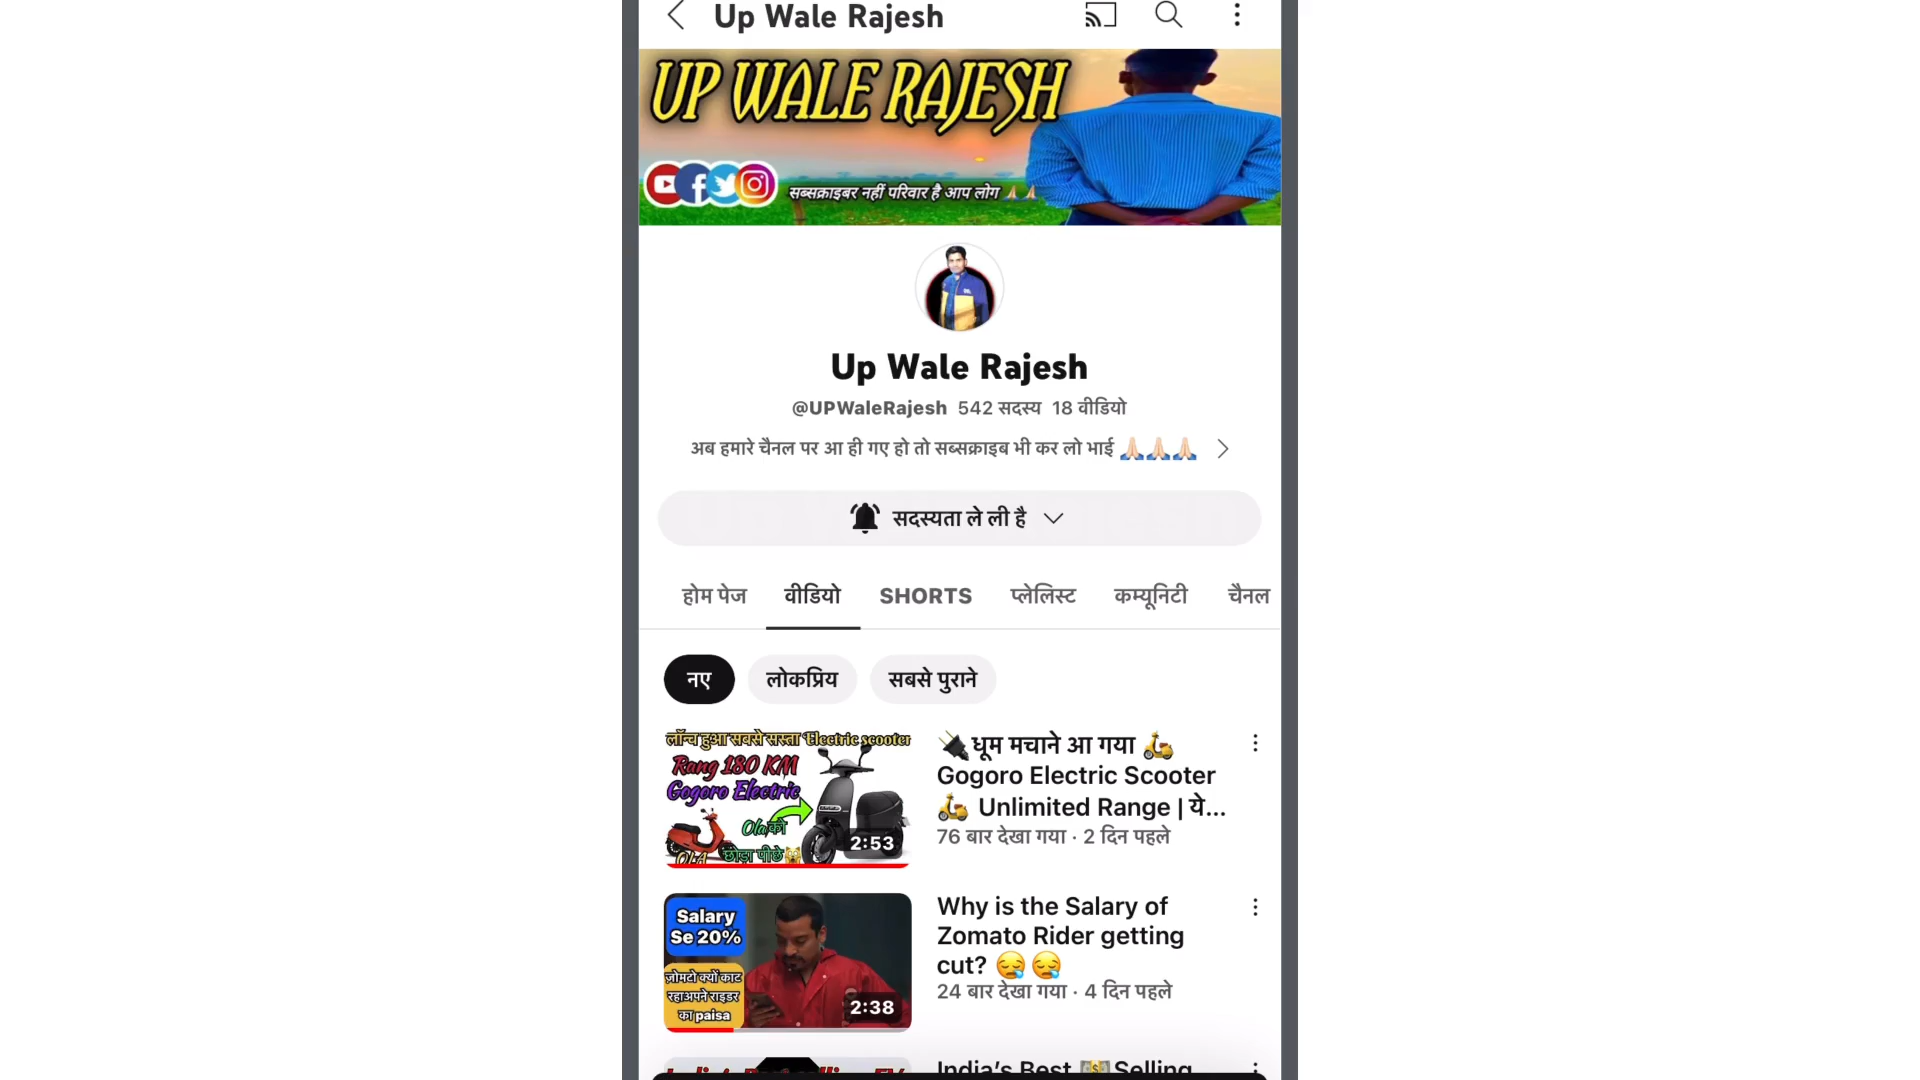 Up Wale Rajesh
UP WALE RAJESH
सब्सक्राइबर नहीं परिवार है आप लोग 🙏🙏
Up Wale Rajesh
@UPWaleRajesh 542 सदस्य 18 वीडियो
अब हमारे चैनल पर आ ही गए हो तो सब्सक्राइब भी कर लो भाई 🙏🙏🙏
सदस्यता ले ली है
होम पेज वीडियो SHORTS प्लेलिस्ट कम्यूनिटी चैनल
नए लोकप्रिय सबसे पुराने
लॉन्च हुआ सबसे सस्ता Electric scooter
Rang 180 KM
Gogoro Electric
Ola को
OLA छोड़ा पीछे
2:53
🔌धूम मचाने आ गया 🛵
Gogoro Electric Scooter
🛵 Unlimited Range | ये...
76 बार देखा गया · 2 दिन पहले
Salary
Se 20%
ज़ोमटो क्यों काट
रहा अपने राइडर
का paisa
2:38
Why is the Salary of
Zomato Rider getting
cut? 😪😪
24 बार देखा गया · 4 दिन पहले
India's Best 💵 Selling